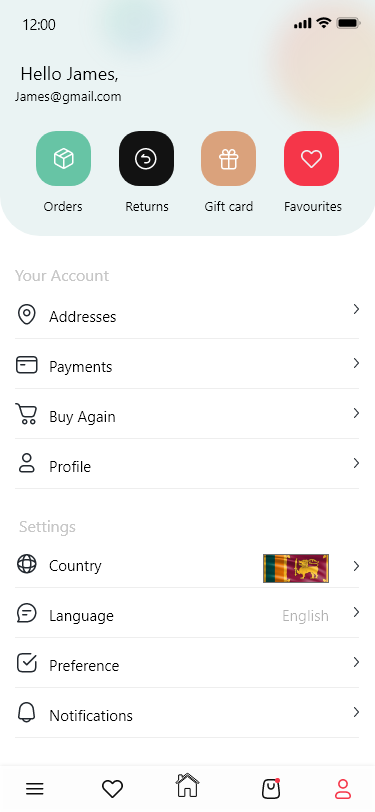 12:00
Hello James,
James@gmail.com
Orders Returns Gift card Favourites
Your Account
Addresses
Payments
Buy Again
Profile
Settings
Country
Language English
Preference
Notifications